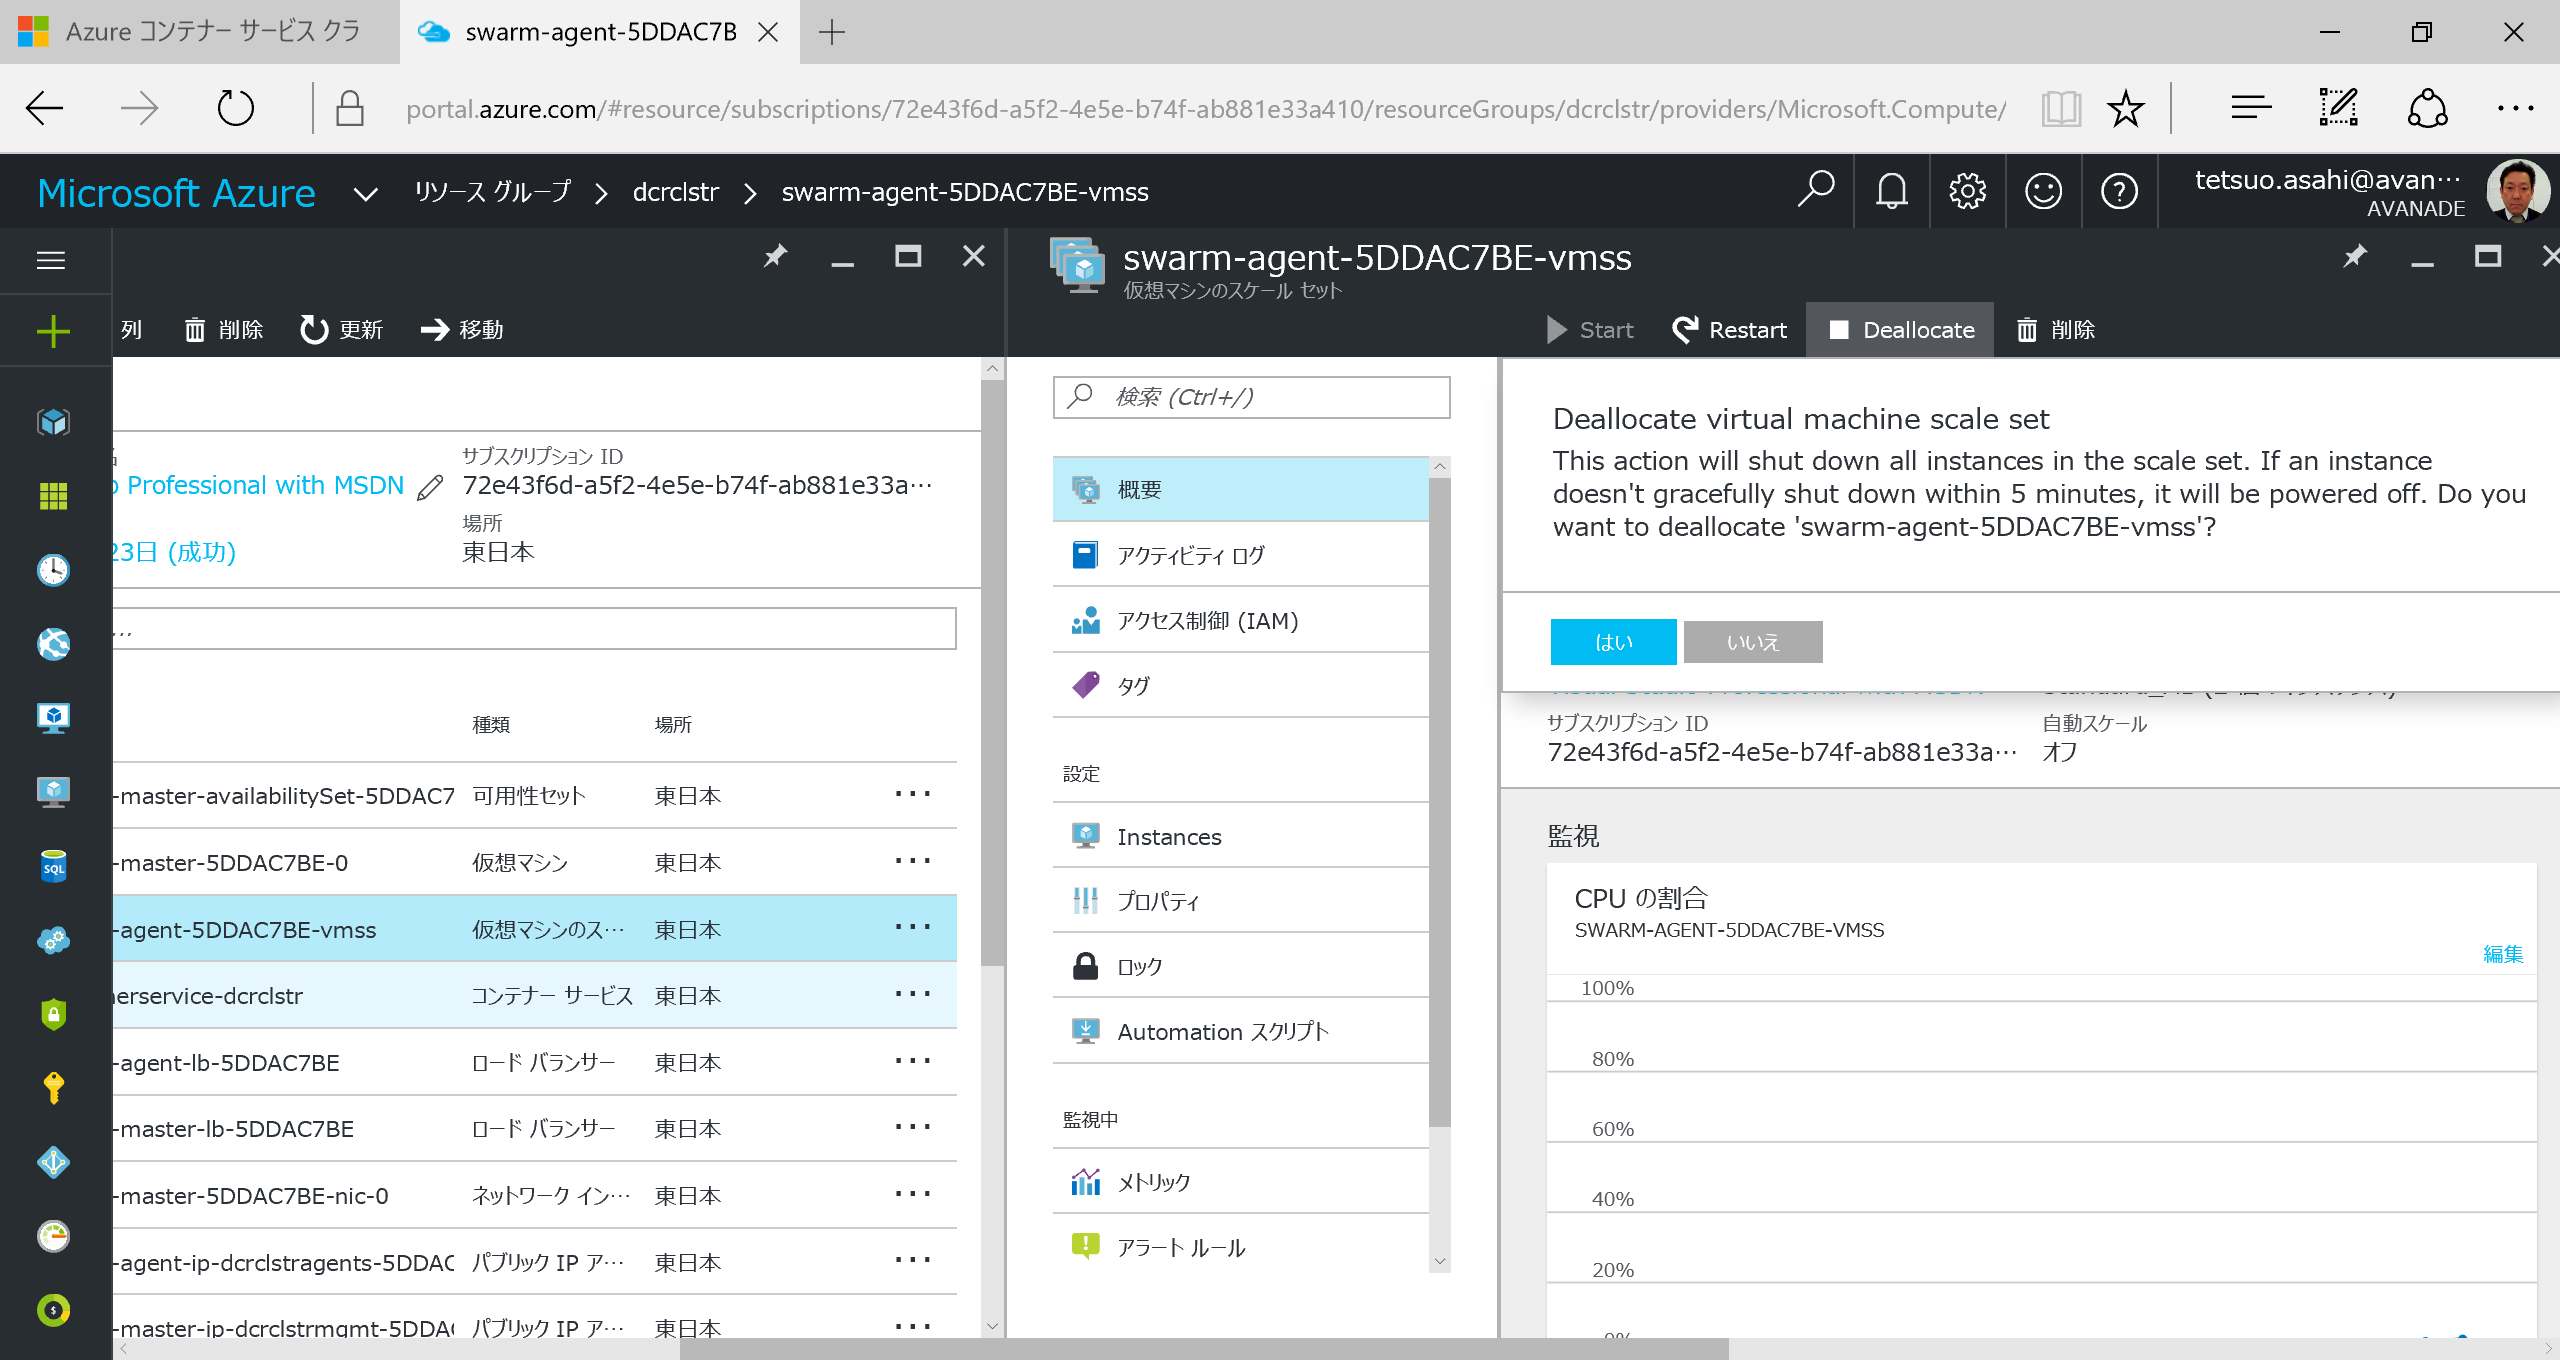 Azure コンテナー サービス クラ
swarm-agent-5DDAC7B
portal.azure.com/#resource/subscriptions/72e43f6d-a5f2-4e5e-b74f-ab881e33a410/resourceGroups/dcrclstr/providers/Microsoft.Compute/
Microsoft Azure
リソース グループ > dcrclstr > swarm-agent-5DDAC7BE-vmss
tetsuo.asahi@avan…
AVANADE
列 削除 更新 移動
Professional with MSDN
サブスクリプション ID
72e43f6d-a5f2-4e5e-b74f-ab881e33a…
23日 (成功)
場所
東日本
...
種類 場所
-master-availabilitySet-5DDAC7 可用性セット 東日本 ...
-master-5DDAC7BE-0 仮想マシン 東日本 ...
-agent-5DDAC7BE-vmss 仮想マシンのス… 東日本 ...
erservice-dcrclstr コンテナー サービス 東日本 ...
-agent-lb-5DDAC7BE ロード バランサー 東日本 ...
-master-lb-5DDAC7BE ロード バランサー 東日本 ...
-master-5DDAC7BE-nic-0 ネットワーク イン… 東日本 ...
-agent-ip-dcrclstragents-5DDAC パブリック IP ア… 東日本 ...
-master-ip-dcrclstrmgmt-5DDA パブリック IP ア… 東日本 ...
swarm-agent-5DDAC7BE-vmss
仮想マシンのスケール セット
検索 (Ctrl+/)
概要
アクティビティ ログ
アクセス制御 (IAM)
タグ
設定
Instances
プロパティ
ロック
Automation スクリプト
監視中
メトリック
アラート ルール
Start Restart Deallocate 削除
Deallocate virtual machine scale set
This action will shut down all instances in the scale set. If an instance
doesn't gracefully shut down within 5 minutes, it will be powered off. Do you
want to deallocate 'swarm-agent-5DDAC7BE-vmss'?
はい いいえ
サブスクリプション ID
72e43f6d-a5f2-4e5e-b74f-ab881e33a…
自動スケール
オフ
監視
CPU の割合
SWARM-AGENT-5DDAC7BE-VMSS
編集
100%
80%
60%
40%
20%
SQL